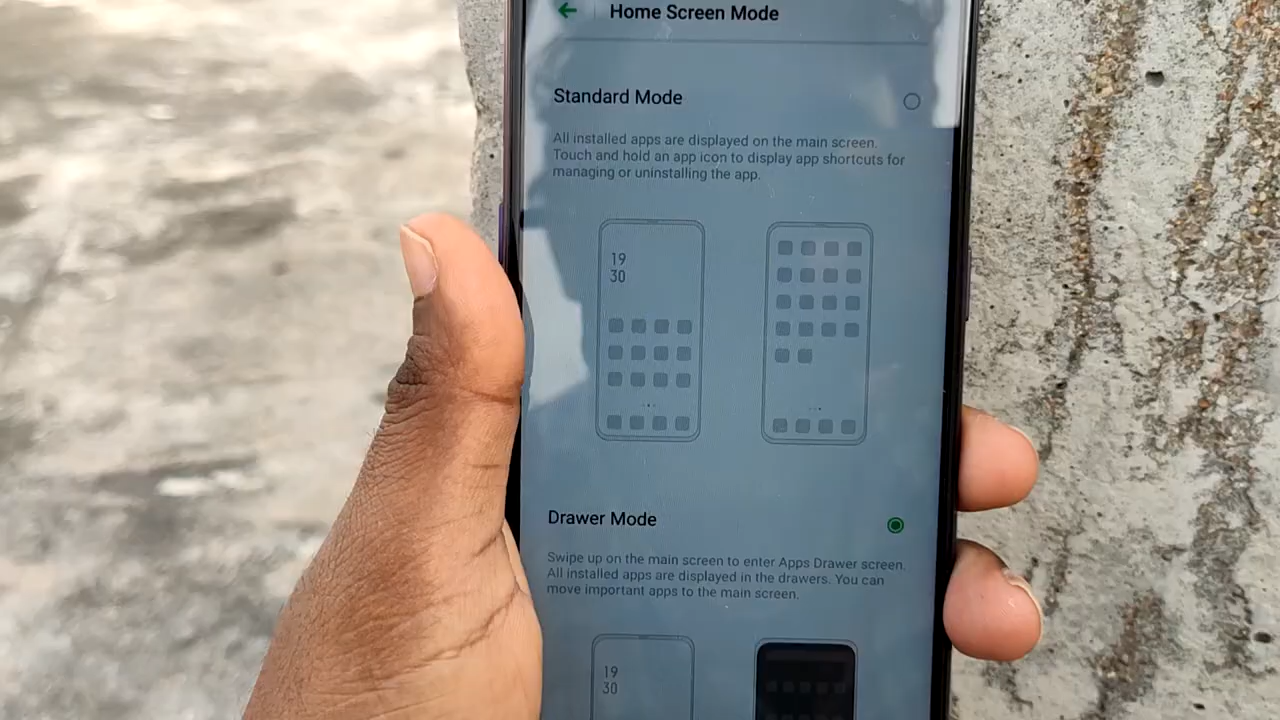 Home Screen Mode
Standard Mode
All installed apps are displayed on the main screen.
Touch and hold an app icon to display app shortcuts for
managing or uninstalling the app.
19
30
Drawer Mode
Swipe up on the main screen to enter Apps Drawer screen.
All installed apps are displayed in the drawers. You can
move important apps to the main screen.
19
30